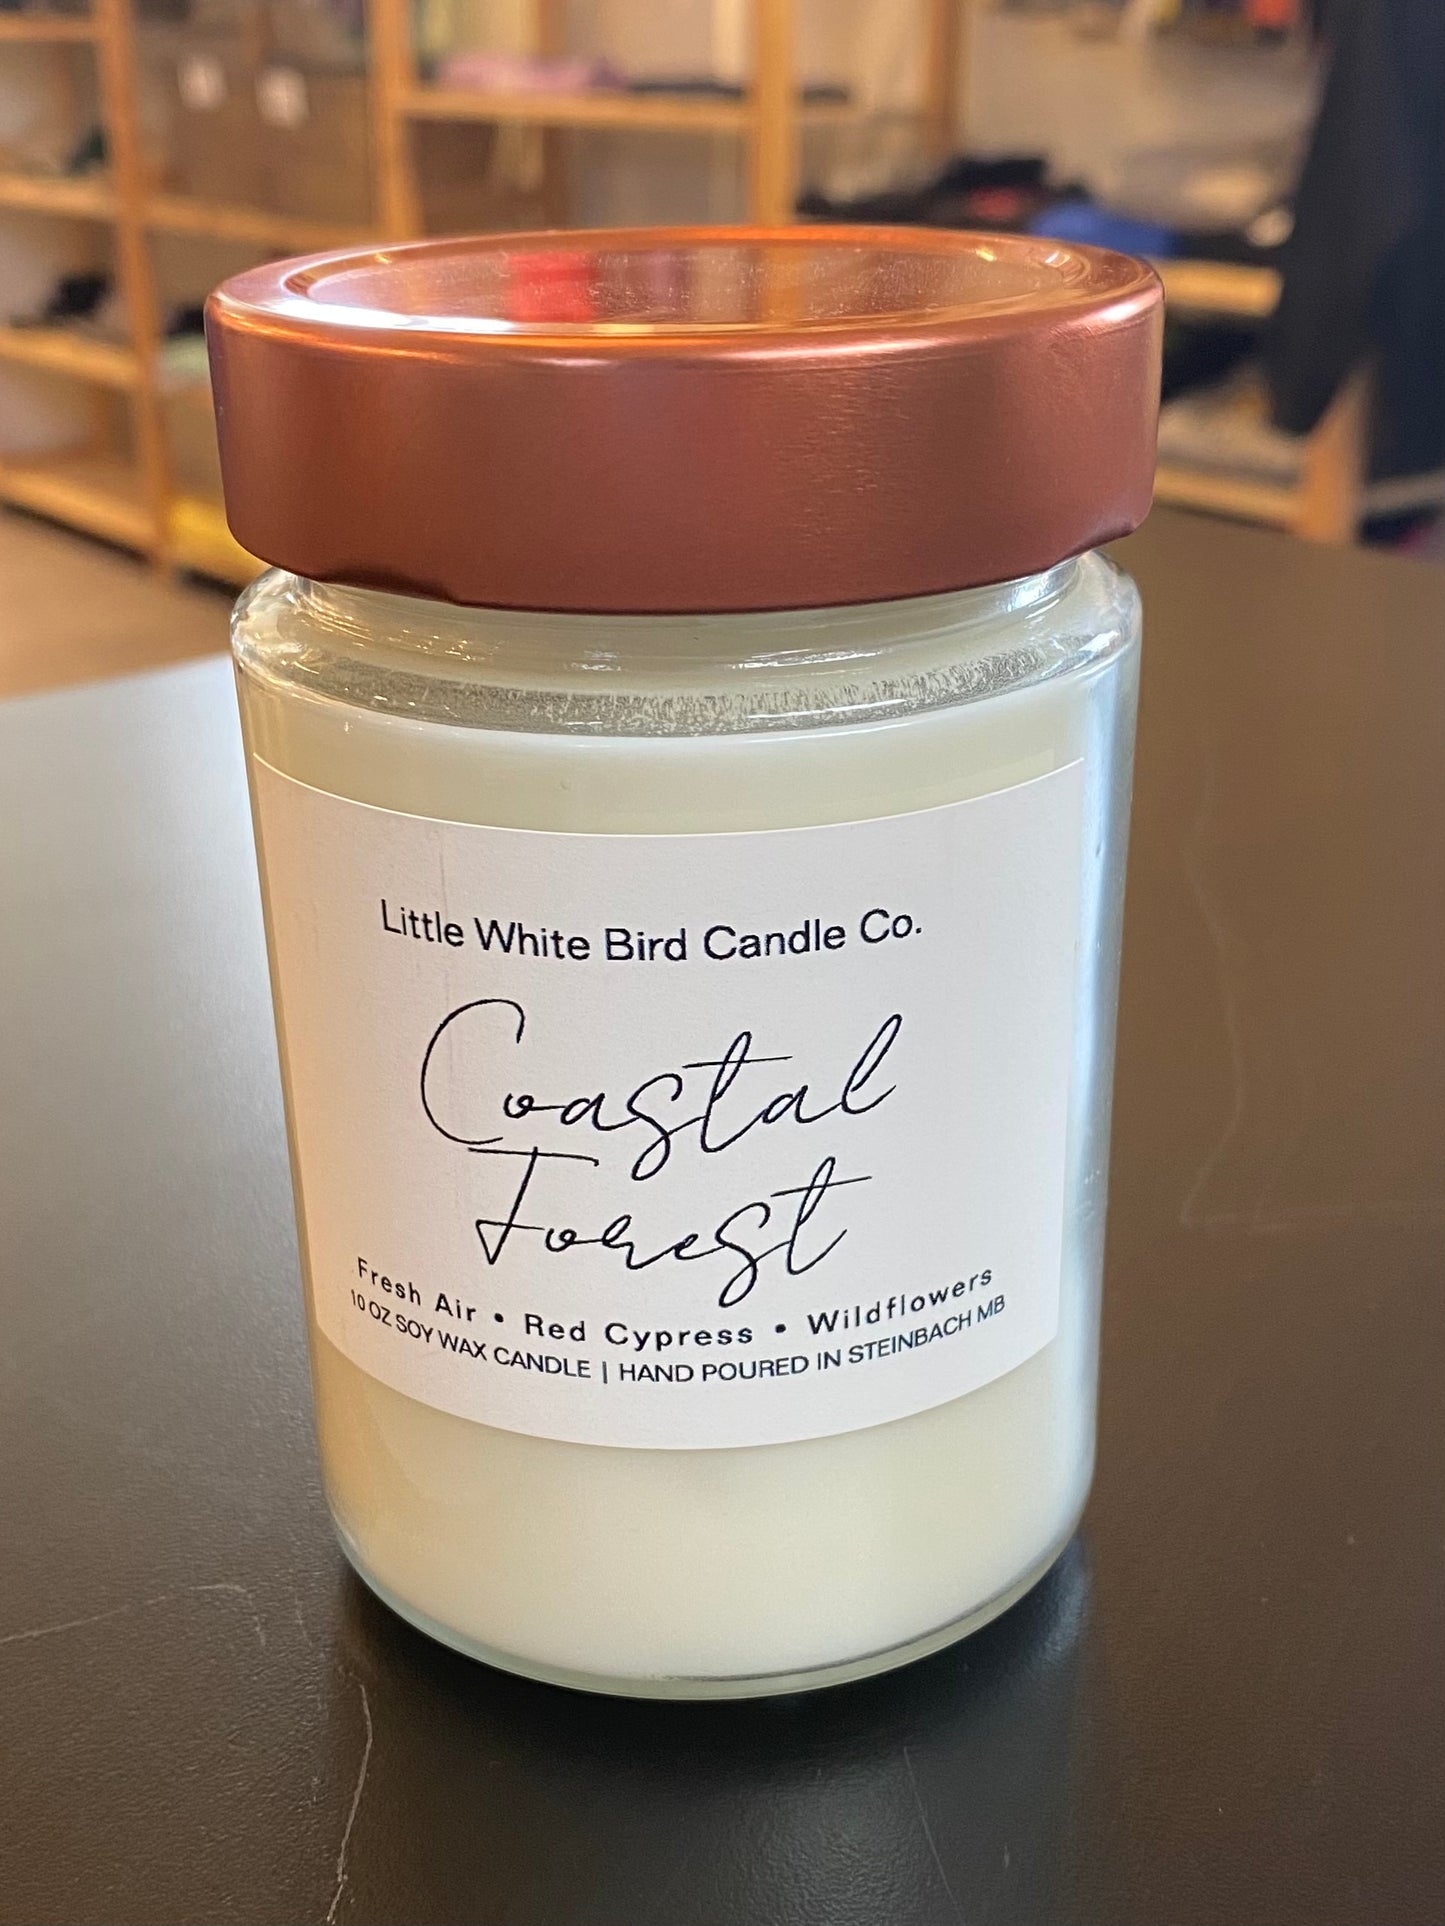 Little White Bird Candle Co.
Coastal
Forest
Fresh Air • Red Cypress • Wildflowers
10 OZ SOY WAX CANDLE | HAND POURED IN STEINBACH MB